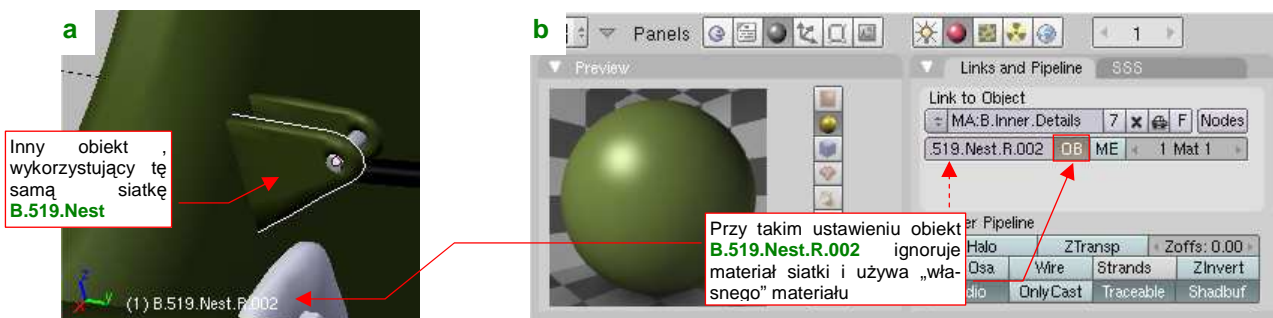 a
Inny obiekt ,
wykorzystujący tę
samą siatkę
B.519.Nest
z
y
x
(1) B.519.Nest.R.002
b
Panels
1
Preview
Links and Pipeline SSS
Link to Object
MA:B.Inner.Details 7 F Nodes
.519.Nest.R.002 OB ME 1 Mat 1
Przy takim ustawieniu obiekt
B.519.Nest.R.002 ignoruje
materiał siatki i używa „wła-
snego” materiału
er Pipeline
Halo ZTransp Zoffs: 0.00
Osa Wire Strands ZInvert
dio OnlyCast Traceable Shadbuf